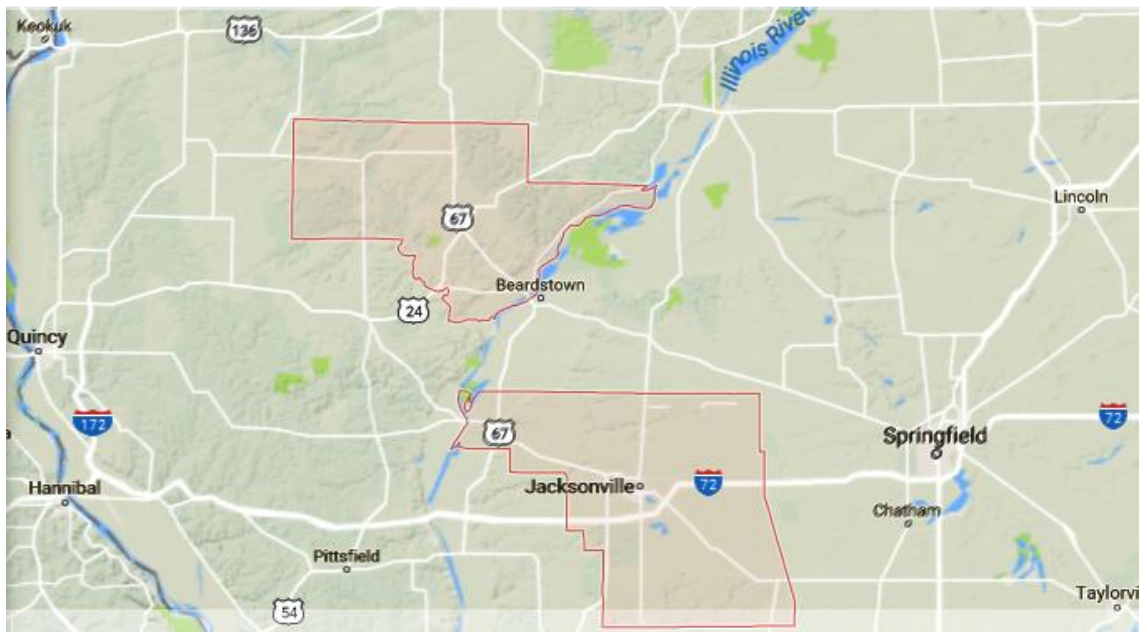 Keokuk
136
Illinois River
Lincoln
67
Beardstown
24
Quincy
172
67
72
Springfield
Jacksonville
72
Hannibal
Chatham
Pittsfield
54
Taylorvi